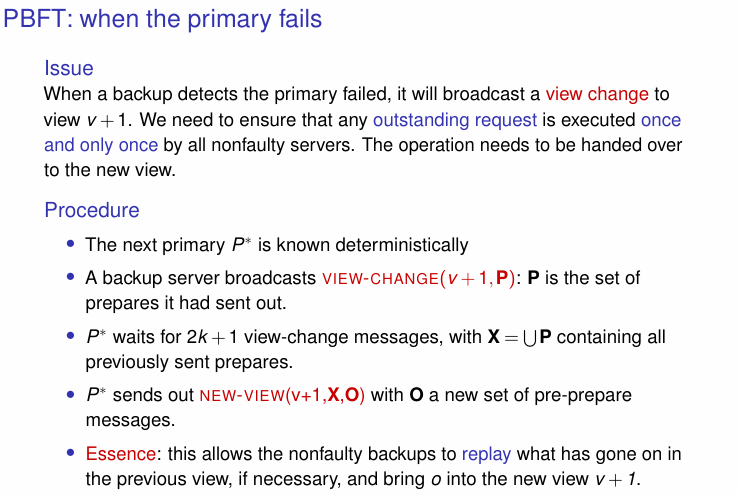 PBFT: when the primary fails
Issue
When a backup detects the primary failed, it will broadcast a view change to
view v + 1. We need to ensure that any outstanding request is executed once
and only once by all nonfaulty servers. The operation needs to be handed over
to the new view.
Procedure
• The next primary P* is known deterministically
• A backup server broadcasts VIEW-CHANGE(v + 1, P): P is the set of
prepares it had sent out.
• P* waits for 2k + 1 view-change messages, with X = ⋃P containing all
previously sent prepares.
• P* sends out NEW-VIEW(v+1,X,O) with O a new set of pre-prepare
messages.
• Essence: this allows the nonfaulty backups to replay what has gone on in
the previous view, if necessary, and bring o into the new view v + 1.